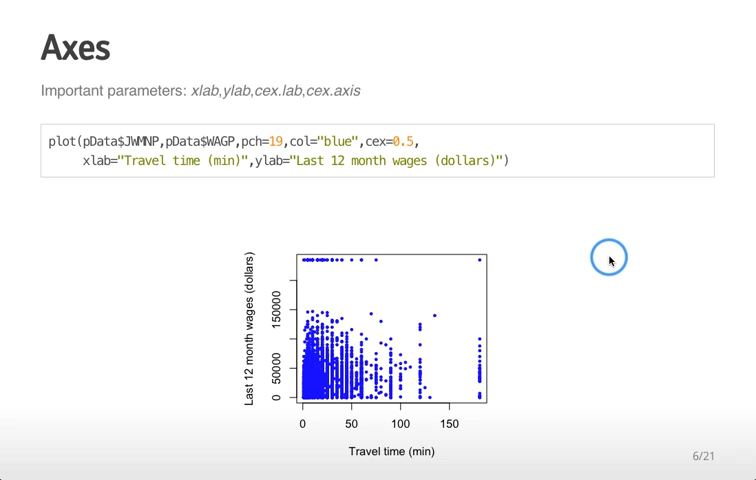 Axes
Important parameters: xlab,ylab,cex.lab,cex.axis
plot(pData$JWMNP,pData$WAGP,pch=19,col="blue",cex=0.5,
xlab="Travel time (min)",ylab="Last 12 month wages (dollars)")
Last 12 month wages (dollars)
150000
50000
0
0 50 100 150
Travel time (min)
6/21